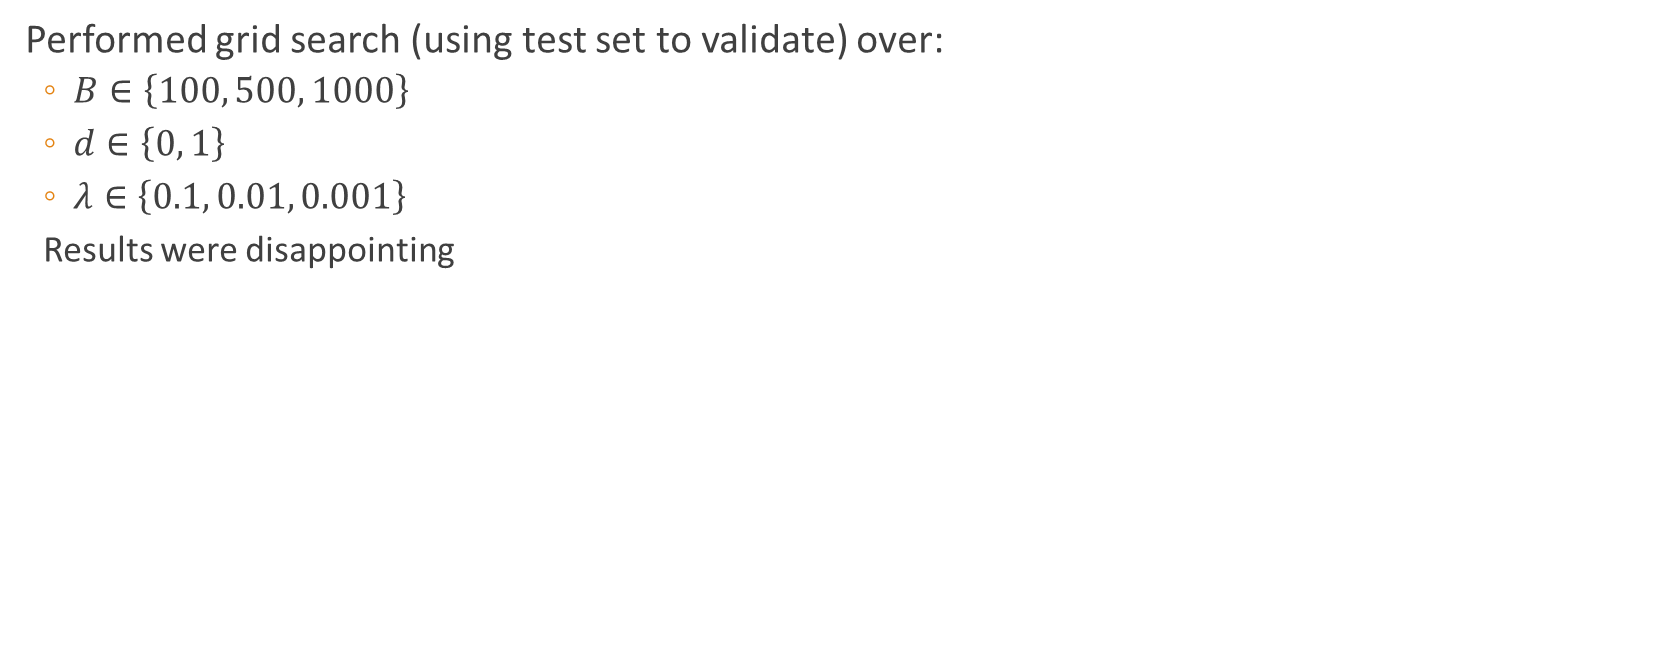 Performed grid search (using test set to validate) over:
◦ B ∈ {100, 500, 1000}
◦ d ∈ {0, 1}
◦ λ ∈ {0.1, 0.01, 0.001}
Results were disappointing